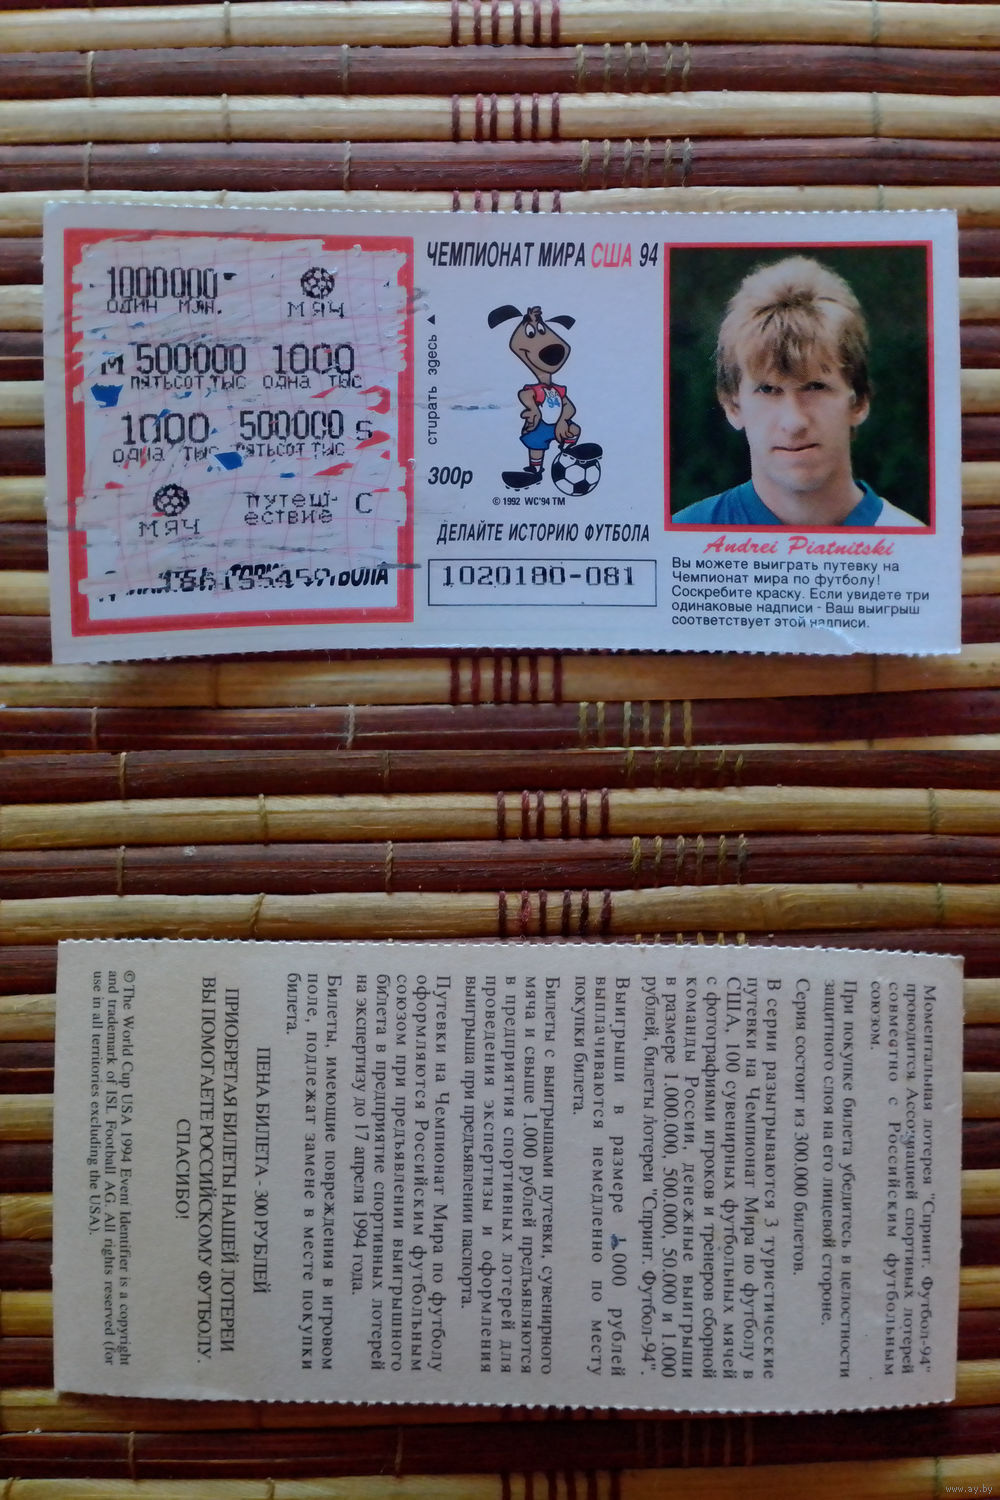 ЧЕМПИОНАТ МИРА США 94
1000000
ОДИН МЛН.
МЯЧ
М 500000 1000
ПЯТЬСОТ ТЫС ОДНА ТЫС
1000 500000 S
ОДНА ТЫС ПЯТЬСОТ ТЫС
МЯЧ
ПУТЕШ-
ЕСТВИЕ С
стирать здесь
USA
94
300р
© 1992 WC'94 TM
ДЕЛАЙТЕ ИСТОРИЮ ФУТБОЛА
1020180-081
Andrei Piatnitski
Вы можете выиграть путевку на
Чемпионат мира по футболу!
Соскребите краску. Если увидете три
одинаковые надписи - Ваш выигрыш
соответствует этой надписи.
Моментальная лотерея "Спринт. Футбол-94"
проводится Ассоциацией спортивых лотерей
совместно с Российским футбольным
союзом.
При покупке билета убедитесь в целостности
защитного слоя на его лицевой стороне.
Серия состоит из 300.000 билетов.
В серии разыгрываются 3 туристические
путевки на Чемпионат Мира по футболу в
США, 100 сувенирных футбольных мячей
с фотографиями игроков и тренеров сборной
команды России, денежные выигрыши
в размере 1.000.000, 500.000, 50.000 и 1.000
рублей, билеты лотереи "Спринт. Футбол-94".
Выигрыши в размере 1.000 рублей
выплачиваются немедленно по месту
покупки билета.
Билеты с выигрышами путевки, сувенирного
мяча и свыше 1.000 рублей предъявляются
в предприятия спортивных лотерей для
проведения экспертизы и оформления
выигрыша при предъявлении паспорта.
Путевки на Чемпионат Мира по футболу
оформляются Российским футбольным
союзом при предъявлении выигрышного
билета в предприятие спортивных лотерей
на экспертизу до 17 апреля 1994 года.
Билеты, имеющие повреждения в игровом
поле, подлежат замене в месте покупки
билета.
ЦЕНА БИЛЕТА - 300 РУБЛЕЙ
ПРИОБРЕТАЯ БИЛЕТЫ НАШЕЙ ЛОТЕРЕИ
ВЫ ПОМОГАЕТЕ РОССИЙСКОМУ ФУТБОЛУ.
СПАСИБО!
© The World Cup USA 1994 Event Identifier is a copyright
and trademark of ISL Football AG. All rights reserved (for
use in all territories excluding the USA).
www.ay.by